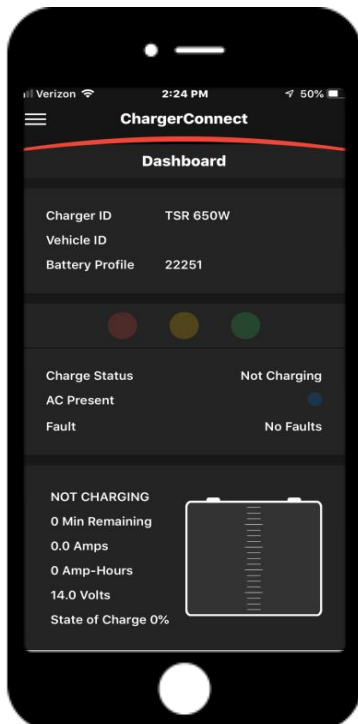 Verizon 2:24 PM 50%
ChargerConnect
Dashboard
Charger ID TSR 650W
Vehicle ID
Battery Profile 22251
Charge Status Not Charging
AC Present
Fault No Faults
NOT CHARGING
0 Min Remaining
0.0 Amps
0 Amp-Hours
14.0 Volts
State of Charge 0%